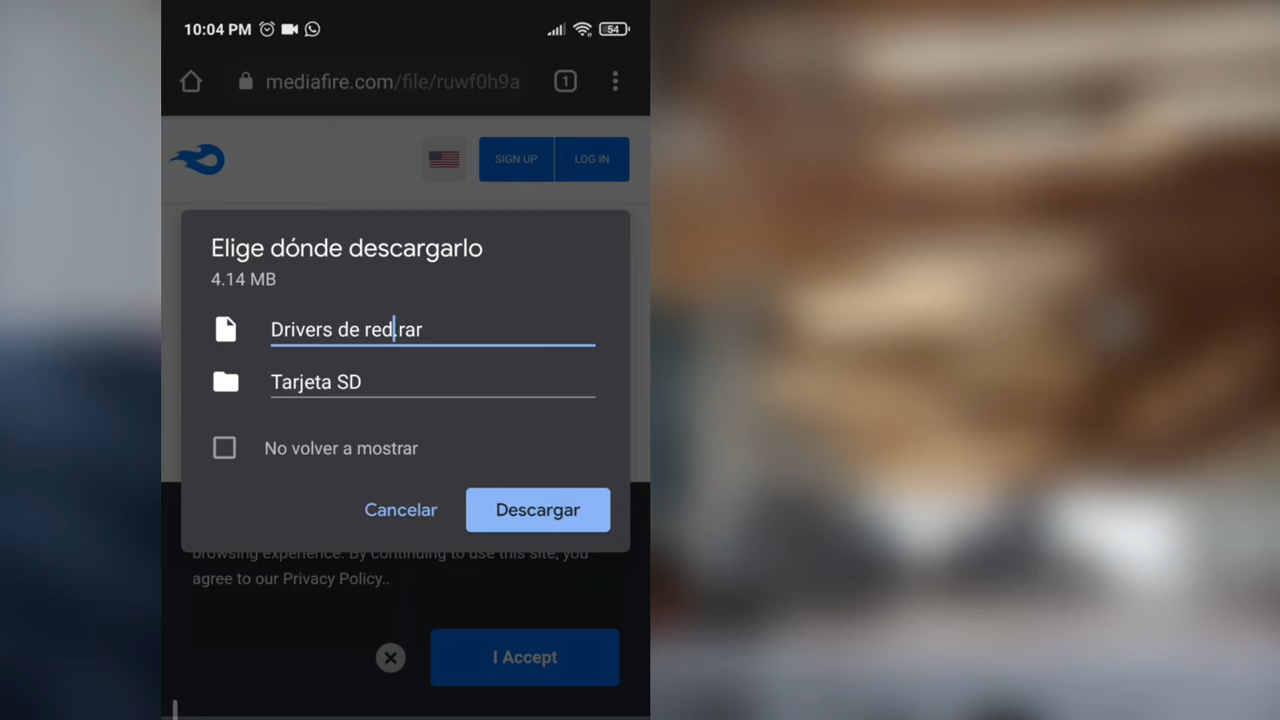 10:04 PM
54
mediafire.com/file/ruwf0h9a
1
SIGN UP
LOG IN
Elige dónde descargarlo
4.14 MB
Drivers de red.rar
Tarjeta SD
No volver a mostrar
Cancelar
Descargar
browsing experience. By continuing to use this site, you
agree to our Privacy Policy..
I Accept